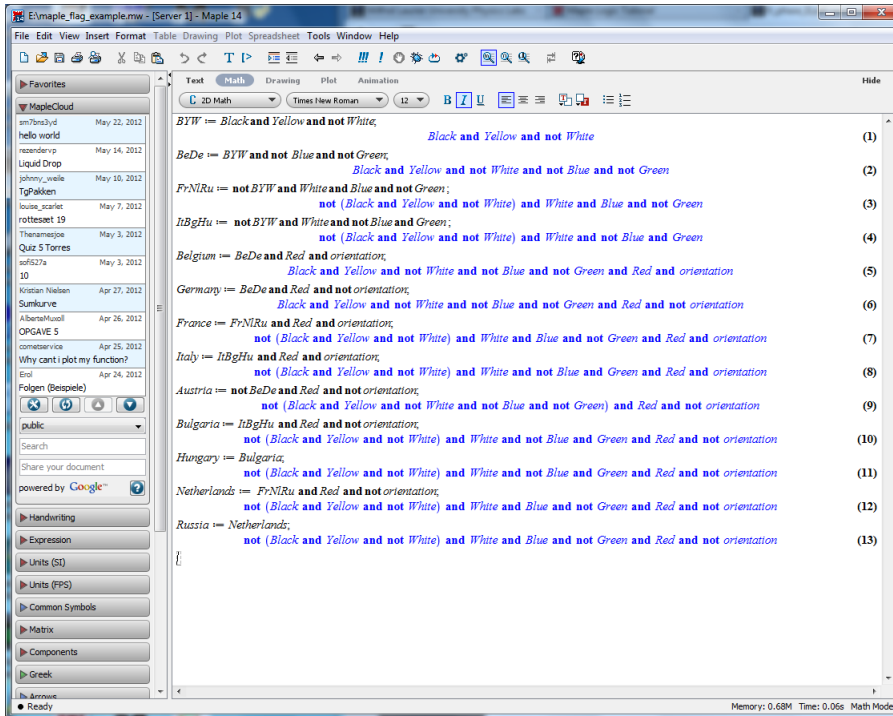 E:\maple_flag_example.mw - [Server 1] - Maple 14
File Edit View Insert Format Table Drawing Plot Spreadsheet Tools Window Help
Text Math Drawing Plot Animation Hide
C 2D Math Times New Roman 12 B I U
Favorites
MapleCloud
sm7bns3yd May 22, 2012
hello world
rezendervp May 14, 2012
Liquid Drop
johnny_weile May 10, 2012
TgPakken
louise_scarlet May 7, 2012
rottesæt 19
Thenamesjoe May 3, 2012
Quiz 5 Torres
sofi527a May 3, 2012
10
Kristian Nielsen Apr 27, 2012
Sumkurve
AlberteMuxoll Apr 26, 2012
OPGAVE 5
cometservice Apr 25, 2012
Why cant i plot my function?
Erol Apr 24, 2012
Folgen (Beispiele)
public
Search
Share your document
powered by Google™
Handwriting
Expression
Units (SI)
Units (FPS)
Common Symbols
Matrix
Components
Greek
Arrows
BYW := Black and Yellow and not White;
Black and Yellow and not White (1)
BeDe := BYW and not Blue and not Green;
Black and Yellow and not White and not Blue and not Green (2)
FrNlRu := not BYW and White and Blue and not Green;
not (Black and Yellow and not White) and White and Blue and not Green (3)
ItBgHu := not BYW and White and not Blue and Green;
not (Black and Yellow and not White) and White and not Blue and Green (4)
Belgium := BeDe and Red and orientation;
Black and Yellow and not White and not Blue and not Green and Red and orientation (5)
Germany := BeDe and Red and not orientation;
Black and Yellow and not White and not Blue and not Green and Red and not orientation (6)
France := FrNlRu and Red and orientation;
not (Black and Yellow and not White) and White and Blue and not Green and Red and orientation (7)
Italy := ItBgHu and Red and orientation;
not (Black and Yellow and not White) and White and not Blue and Green and Red and orientation (8)
Austria := not BeDe and Red and not orientation;
not (Black and Yellow and not White and not Blue and not Green) and Red and not orientation (9)
Bulgaria := ItBgHu and Red and not orientation;
not (Black and Yellow and not White) and White and not Blue and Green and Red and not orientation (10)
Hungary := Bulgaria;
not (Black and Yellow and not White) and White and not Blue and Green and Red and not orientation (11)
Netherlands := FrNlRu and Red and not orientation;
not (Black and Yellow and not White) and White and Blue and not Green and Red and not orientation (12)
Russia := Netherlands;
not (Black and Yellow and not White) and White and Blue and not Green and Red and not orientation (13)
Ready Memory: 0.68M Time: 0.06s Math Mode